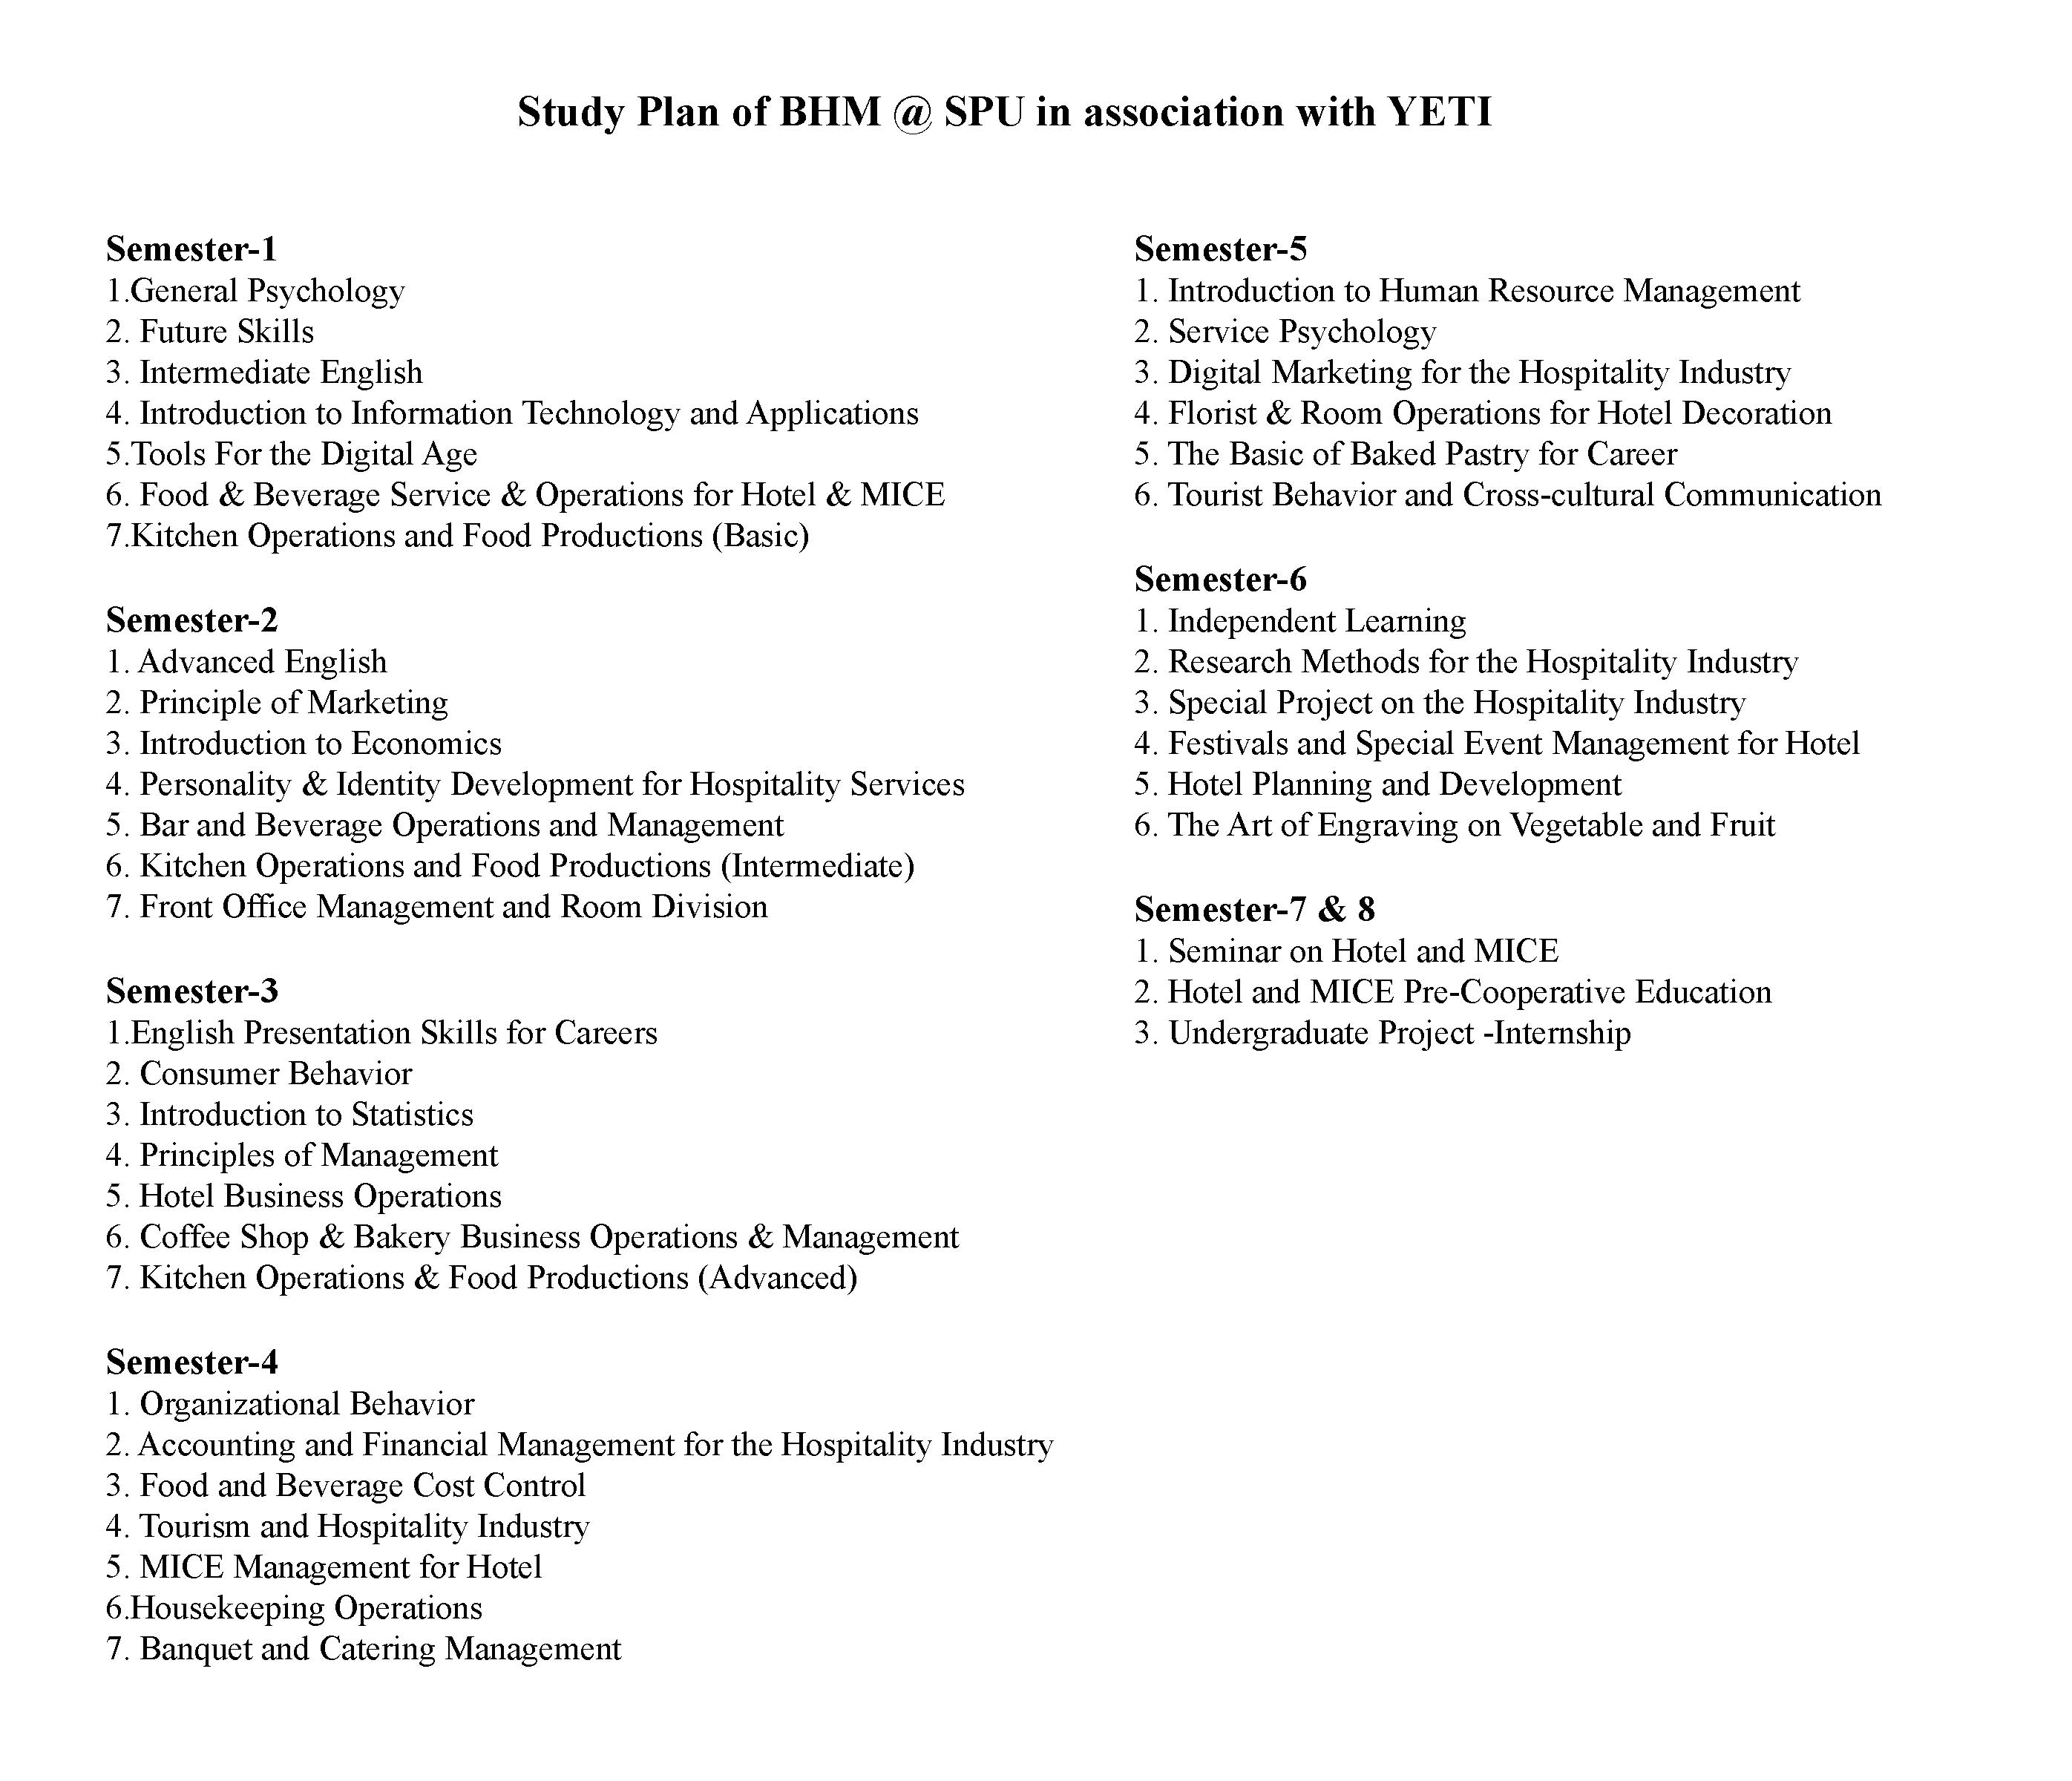 Study Plan of BHM @ SPU in association with YETI
Semester-1
1.General Psychology
2. Future Skills
3. Intermediate English
4. Introduction to Information Technology and Applications
5.Tools For the Digital Age
6. Food & Beverage Service & Operations for Hotel & MICE
7.Kitchen Operations and Food Productions (Basic)
Semester-2
1. Advanced English
2. Principle of Marketing
3. Introduction to Economics
4. Personality & Identity Development for Hospitality Services
5. Bar and Beverage Operations and Management
6. Kitchen Operations and Food Productions (Intermediate)
7. Front Office Management and Room Division
Semester-3
1.English Presentation Skills for Careers
2. Consumer Behavior
3. Introduction to Statistics
4. Principles of Management
5. Hotel Business Operations
6. Coffee Shop & Bakery Business Operations & Management
7. Kitchen Operations & Food Productions (Advanced)
Semester-4
1. Organizational Behavior
2. Accounting and Financial Management for the Hospitality Industry
3. Food and Beverage Cost Control
4. Tourism and Hospitality Industry
5. MICE Management for Hotel
6.Housekeeping Operations
7. Banquet and Catering Management
Semester-5
1. Introduction to Human Resource Management
2. Service Psychology
3. Digital Marketing for the Hospitality Industry
4. Florist & Room Operations for Hotel Decoration
5. The Basic of Baked Pastry for Career
6. Tourist Behavior and Cross-cultural Communication
Semester-6
1. Independent Learning
2. Research Methods for the Hospitality Industry
3. Special Project on the Hospitality Industry
4. Festivals and Special Event Management for Hotel
5. Hotel Planning and Development
6. The Art of Engraving on Vegetable and Fruit
Semester-7 & 8
1. Seminar on Hotel and MICE
2. Hotel and MICE Pre-Cooperative Education
3. Undergraduate Project -Internship